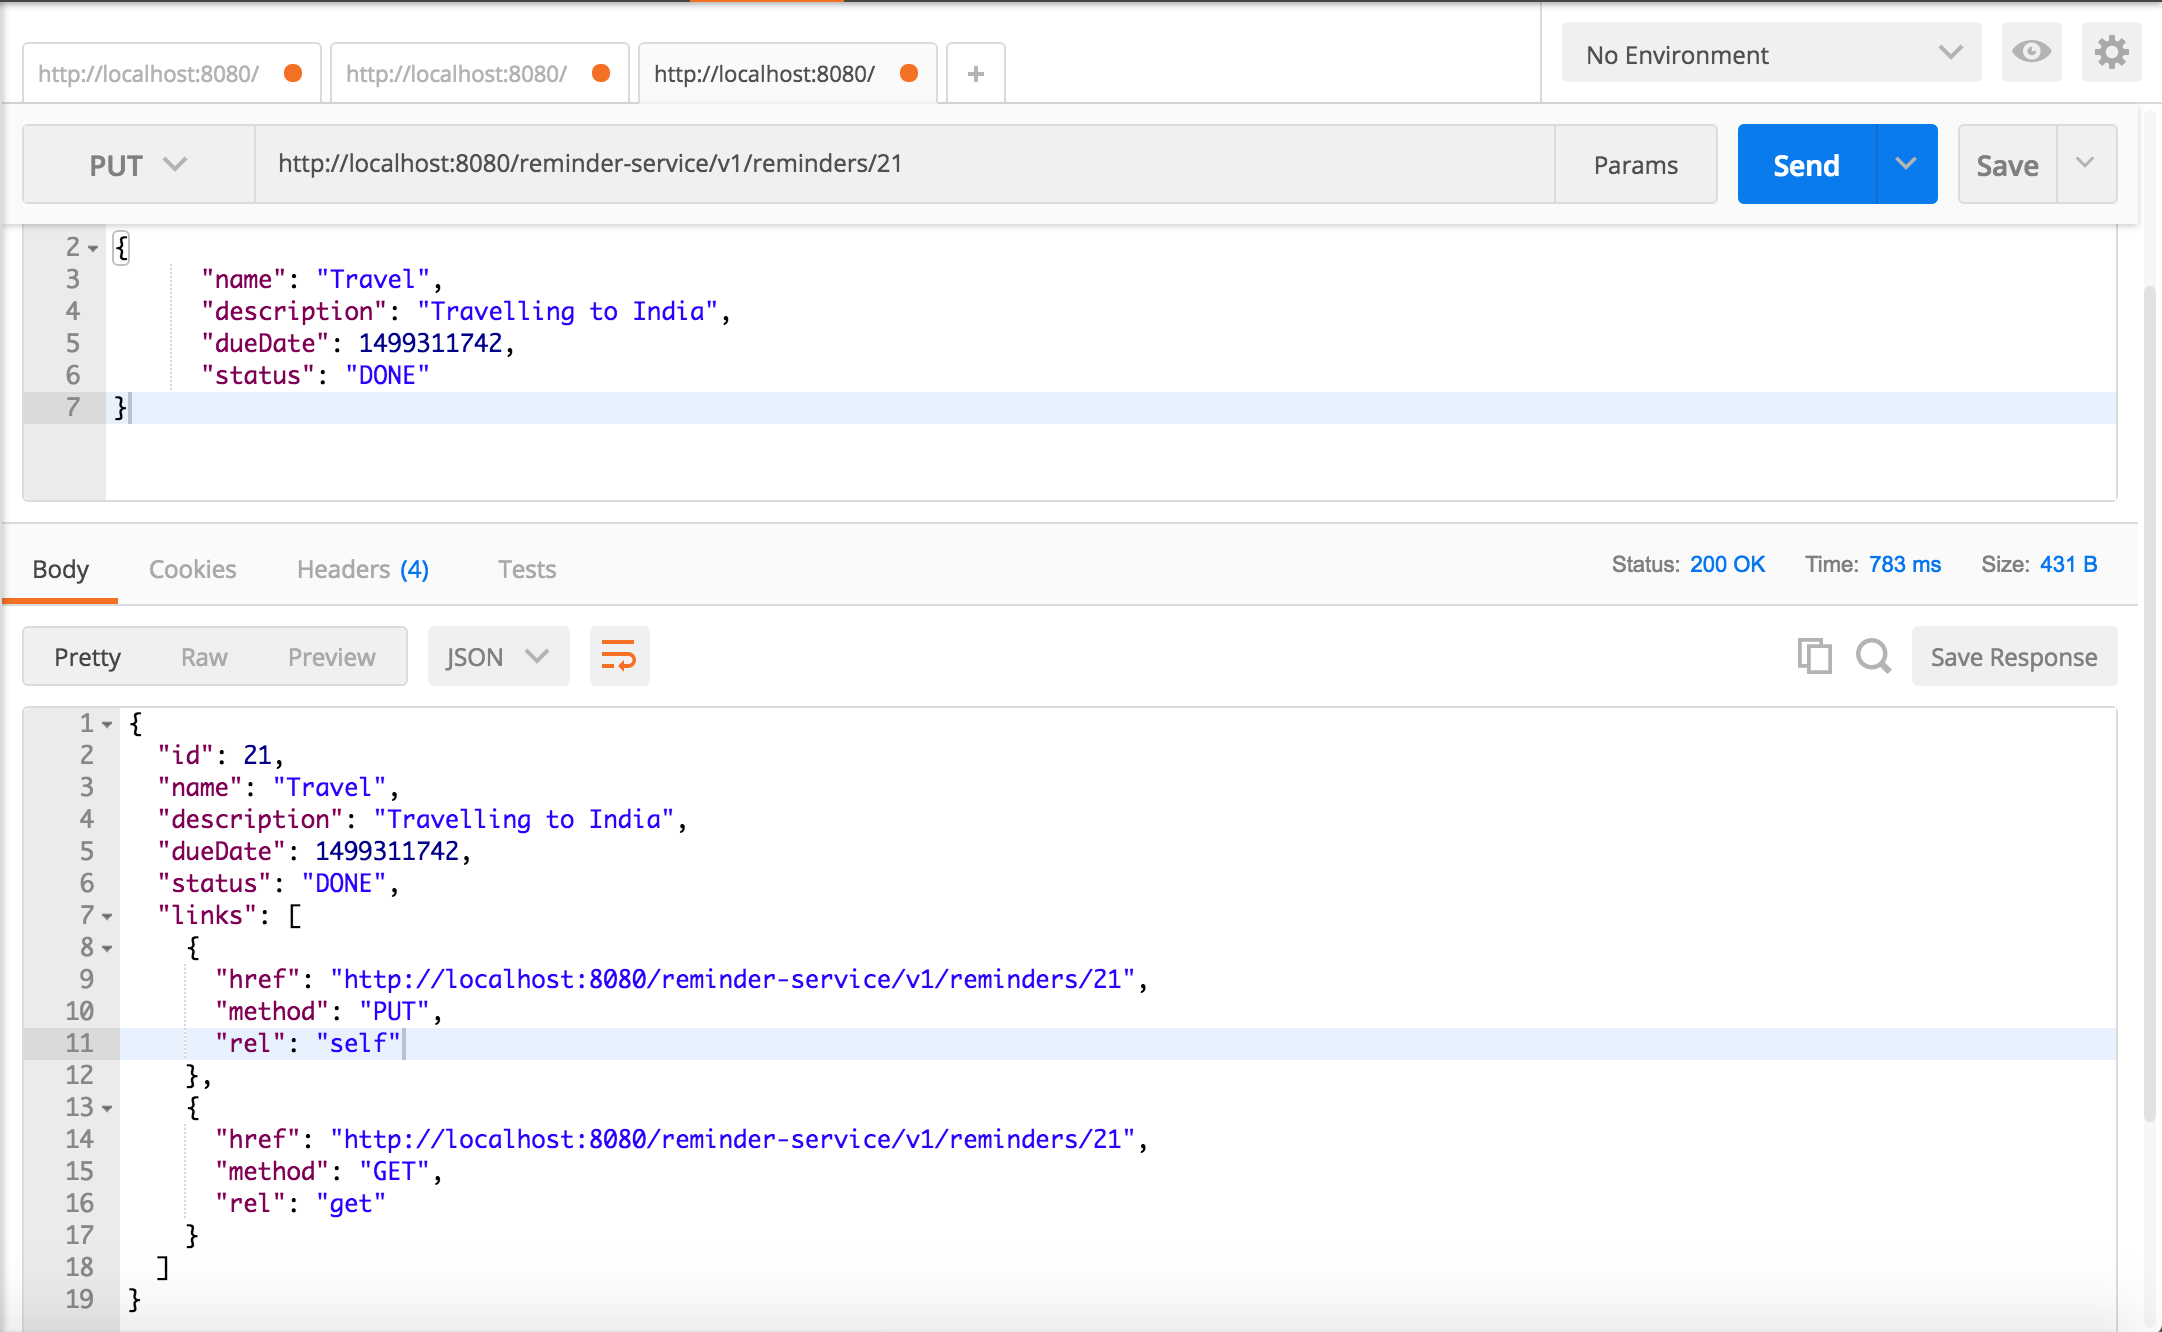 http://localhost:8080/ http://localhost:8080/ http://localhost:8080/ + No Environment
PUT http://localhost:8080/reminder-service/v1/reminders/21 Params Send Save
2 {
3 "name": "Travel",
4 "description": "Travelling to India",
5 "dueDate": 1499311742,
6 "status": "DONE"
7 }
Body Cookies Headers (4) Tests Status: 200 OK Time: 783 ms Size: 431 B
Pretty Raw Preview JSON Save Response
1 {
2 "id": 21,
3 "name": "Travel",
4 "description": "Travelling to India",
5 "dueDate": 1499311742,
6 "status": "DONE",
7 "links": [
8 {
9 "href": "http://localhost:8080/reminder-service/v1/reminders/21",
10 "method": "PUT",
11 "rel": "self"
12 },
13 {
14 "href": "http://localhost:8080/reminder-service/v1/reminders/21",
15 "method": "GET",
16 "rel": "get"
17 }
18 ]
19 }